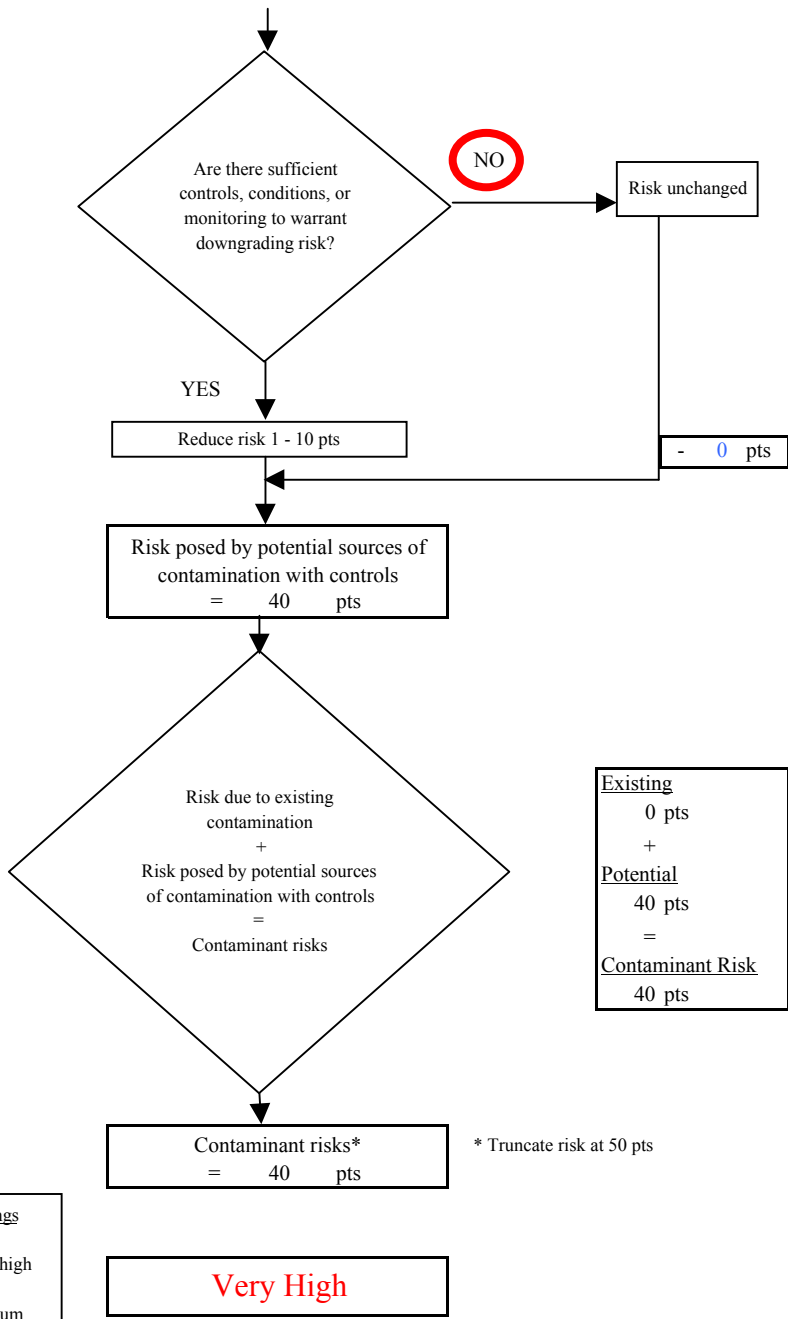 Are there sufficient
controls, conditions, or
monitoring to warrant
downgrading risk?
NO
Risk unchanged
YES
Reduce risk 1 - 10 pts
- 0 pts
Risk posed by potential sources of
contamination with controls
= 40 pts
Risk due to existing
contamination
+
Risk posed by potential sources
of contamination with controls
=
Contaminant risks
Existing
0 pts
+
Potential
40 pts
=
Contaminant Risk
40 pts
Contaminant risks*
= 40 pts
* Truncate risk at 50 pts
high
Very High